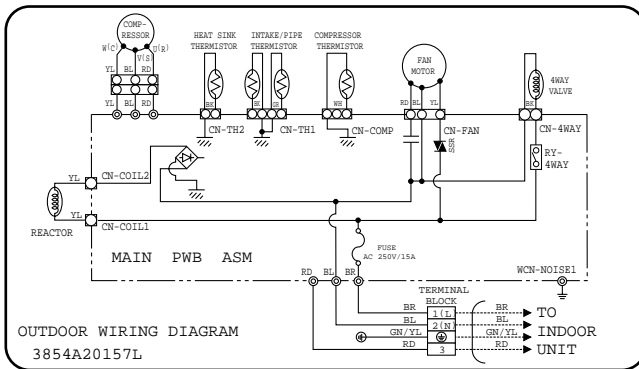 COMP-
RESSOR
W(C)
U(R)
V(S)
YL
BL
RD
YL
BL
RD
HEAT SINK
THERMISTOR
BK
CN-TH2
INTAKE/PIPE
THERMISTOR
BK
GR
CN-TH1
COMPRESSOR
THERMISTOR
WH
CN-COMP
FAN
MOTOR
RD
BL
YL
CN-FAN
SSR
4WAY
VALVE
BK
CN-4WAY
RY-
4WAY
YL
CN-COIL2
YL
CN-COIL1
REACTOR
MAIN PWB ASM
FUSE
AC 250V/15A
RD
BL
BR
WCN-NOISE1
TERMINAL
BLOCK
BR
1(L)
BR
BL
2(N)
BL
GN/YL
GN/YL
RD
3
RD
TO
INDOOR
UNIT
OUTDOOR WIRING DIAGRAM
3854A20157L